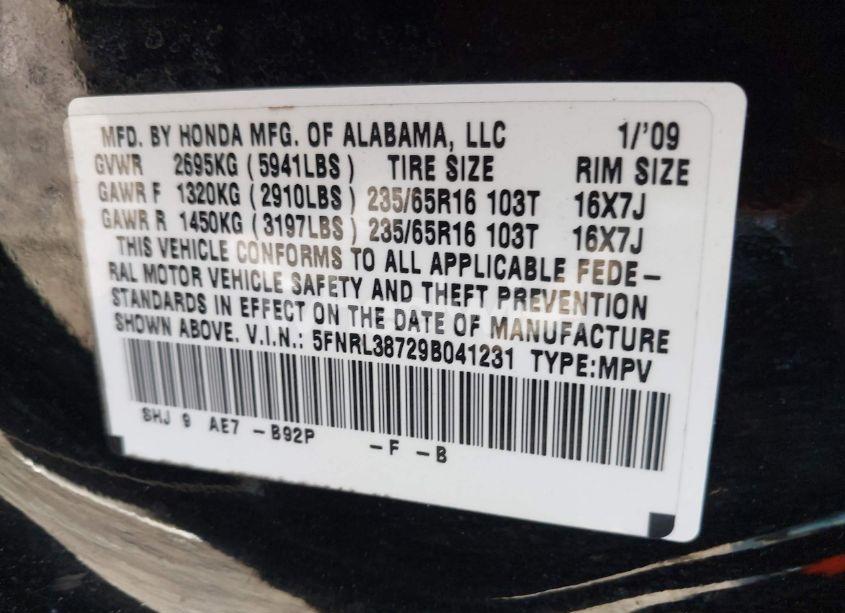 MFD. BY HONDA MFG. OF ALABAMA, LLC 1/'09
GVWR 2695KG (5941LBS) TIRE SIZE RIM SIZE
GAWR F 1320KG (2910LBS) 235/65R16 103T 16X7J
GAWR R 1450KG (3197LBS) 235/65R16 103T 16X7J
THIS VEHICLE CONFORMS TO ALL APPLICABLE FEDE-
RAL MOTOR VEHICLE SAFETY AND THEFT PREVENTION
STANDARDS IN EFFECT ON THE DATE OF MANUFACTURE
SHOWN ABOVE. V.I.N.: 5FNRL38729B041231 TYPE:MPV
SHJ 9 AE7 -B92P -F -B